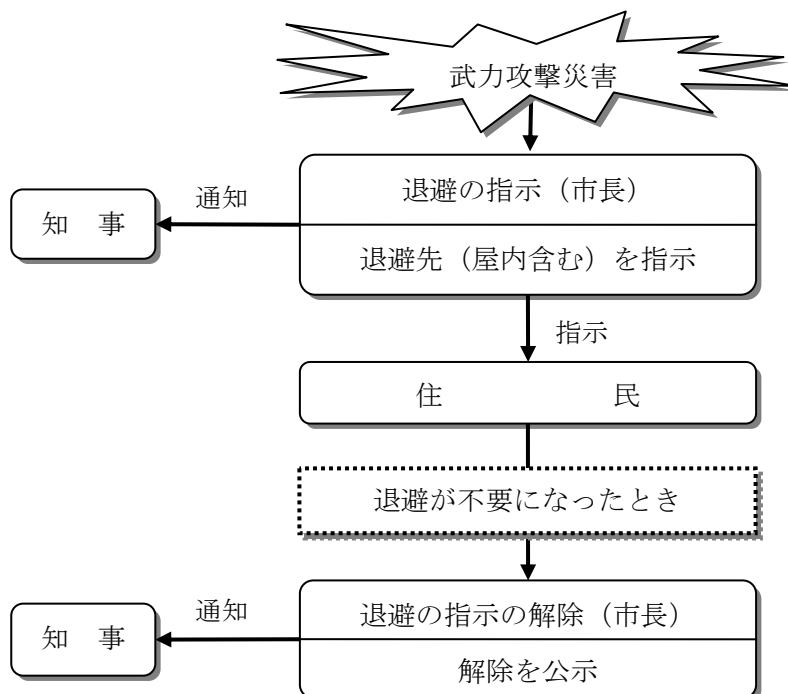 武力攻撃災害
退避の指示（市長）
通知
知　事
退避先（屋内含む）を指示
指示
住　　　　　民
退避が不要になったとき
退避の指示の解除（市長）
通知
知　事
解除を公示